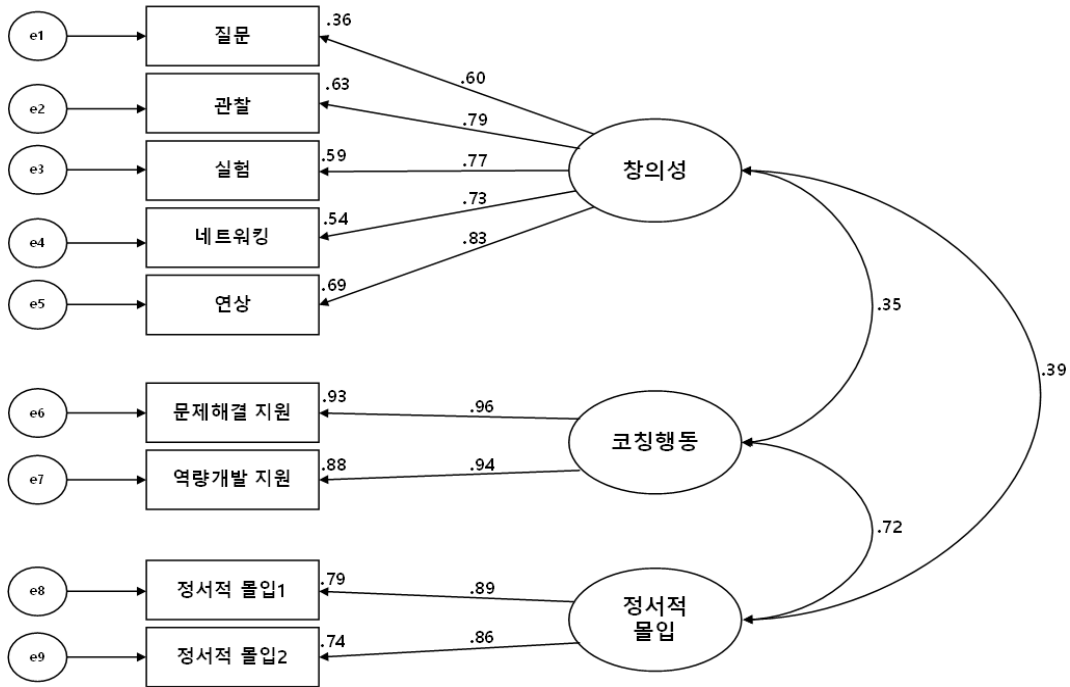 e1
질문
.36
.60
e2
관찰
.63
.79
e3
실험
.59
.77
창의성
e4
네트워킹
.54
.73
e5
연상
.69
.83
.35
.39
e6
문제해결 지원
.93
.96
코칭행동
e7
역량개발 지원
.88
.94
.72
e8
정서적 몰입1
.79
.89
정서적
몰입
e9
정서적 몰입2
.74
.86